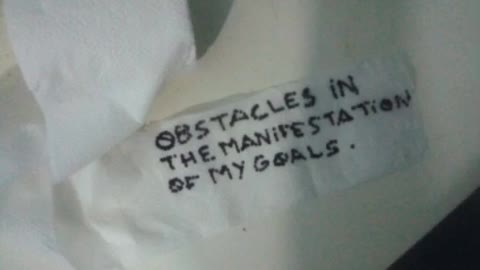 OBSTACLES iN
THE MANiFESTATiON
OF MY GOALS.